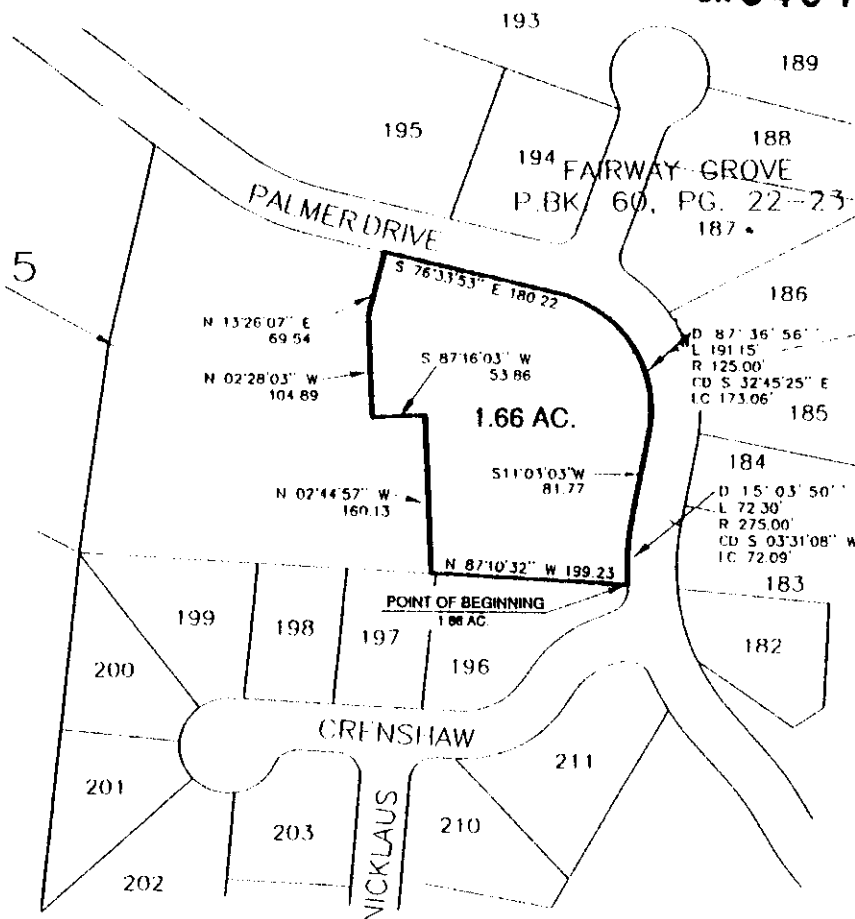 193
189
195
188
194
FAIRWAY GROVE
P.BK. 60, PG. 22-23
187
PALMER DRIVE
5
186
S 76°33'53" E 180.22
N 13°26'07" E
69.54
D 87°36'56"
L 191.15'
R 125.00'
CD S 32°45'25" E
LC 173.06'
S 87°16'03" W
53.86
N 02°28'03" W
104.89
1.66 AC.
185
184
S11°03'03"W
81.77
N 02°44'57" W
160.13
D 15°03'50"
L 72.30'
R 275.00'
CD S 03°31'08" W
LC 72.09'
N 87°10'32" W 199.23
183
POINT OF BEGINNING
AC.
199
198
197
196
182
200
CRENSHAW
211
201
203
NICKLAUS
210
202